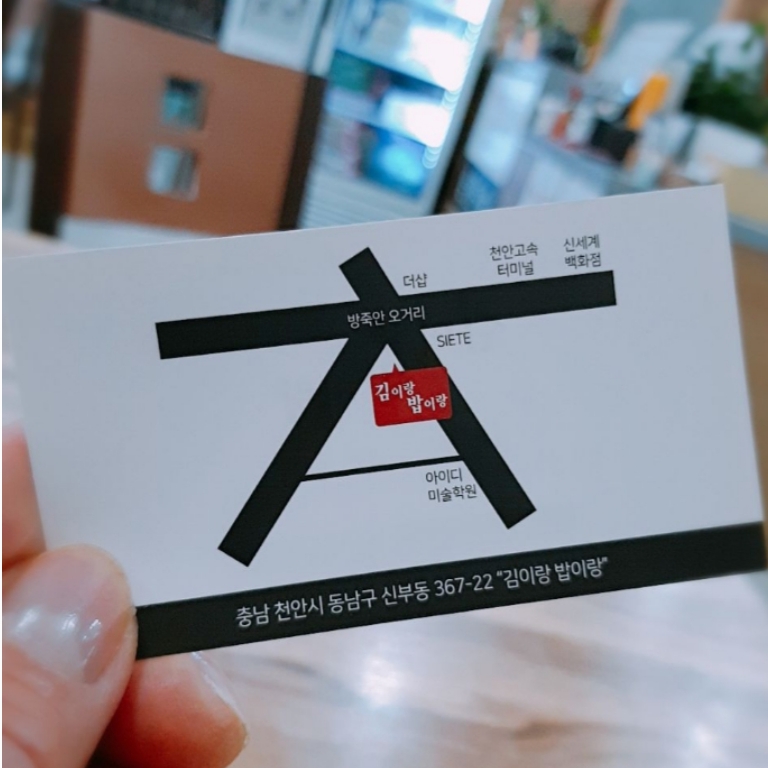 더샵
천안고속
터미널
신세계
백화점
방죽안 오거리
SIETE
김이랑
밥이랑
아이디
미술학원
충남 천안시 동남구 신부동 367-22 "김이랑 밥이랑"